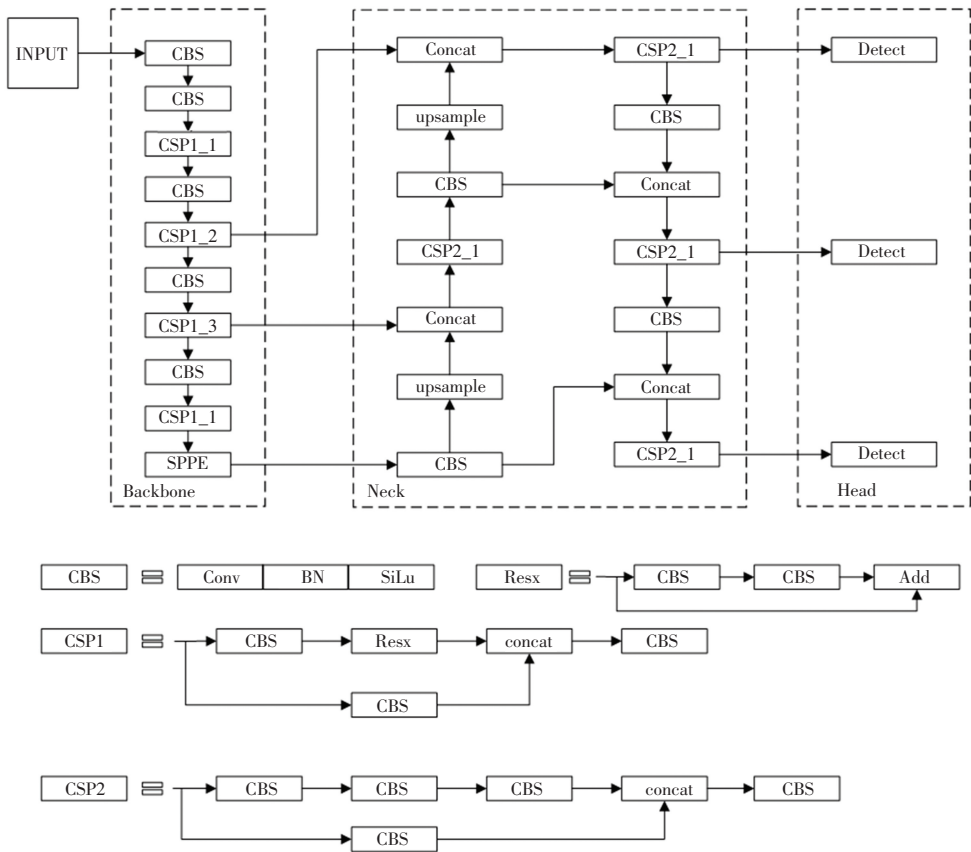 INPUT
CBS
CBS
CSP1_1
CBS
CSP1_2
CBS
CSP1_3
CBS
CSP1_1
SPPE
Backbone
Concat
upsample
CBS
CSP2_1
Concat
upsample
CBS
Neck
CSP2_1
CBS
Concat
CSP2_1
CBS
Concat
CSP2_1
Detect
Detect
Detect
Head
CBS
Conv BN SiLu
Resx
CBS CBS Add
CSP1
CBS Resx concat CBS
CBS
CSP2
CBS CBS CBS concat CBS
CBS